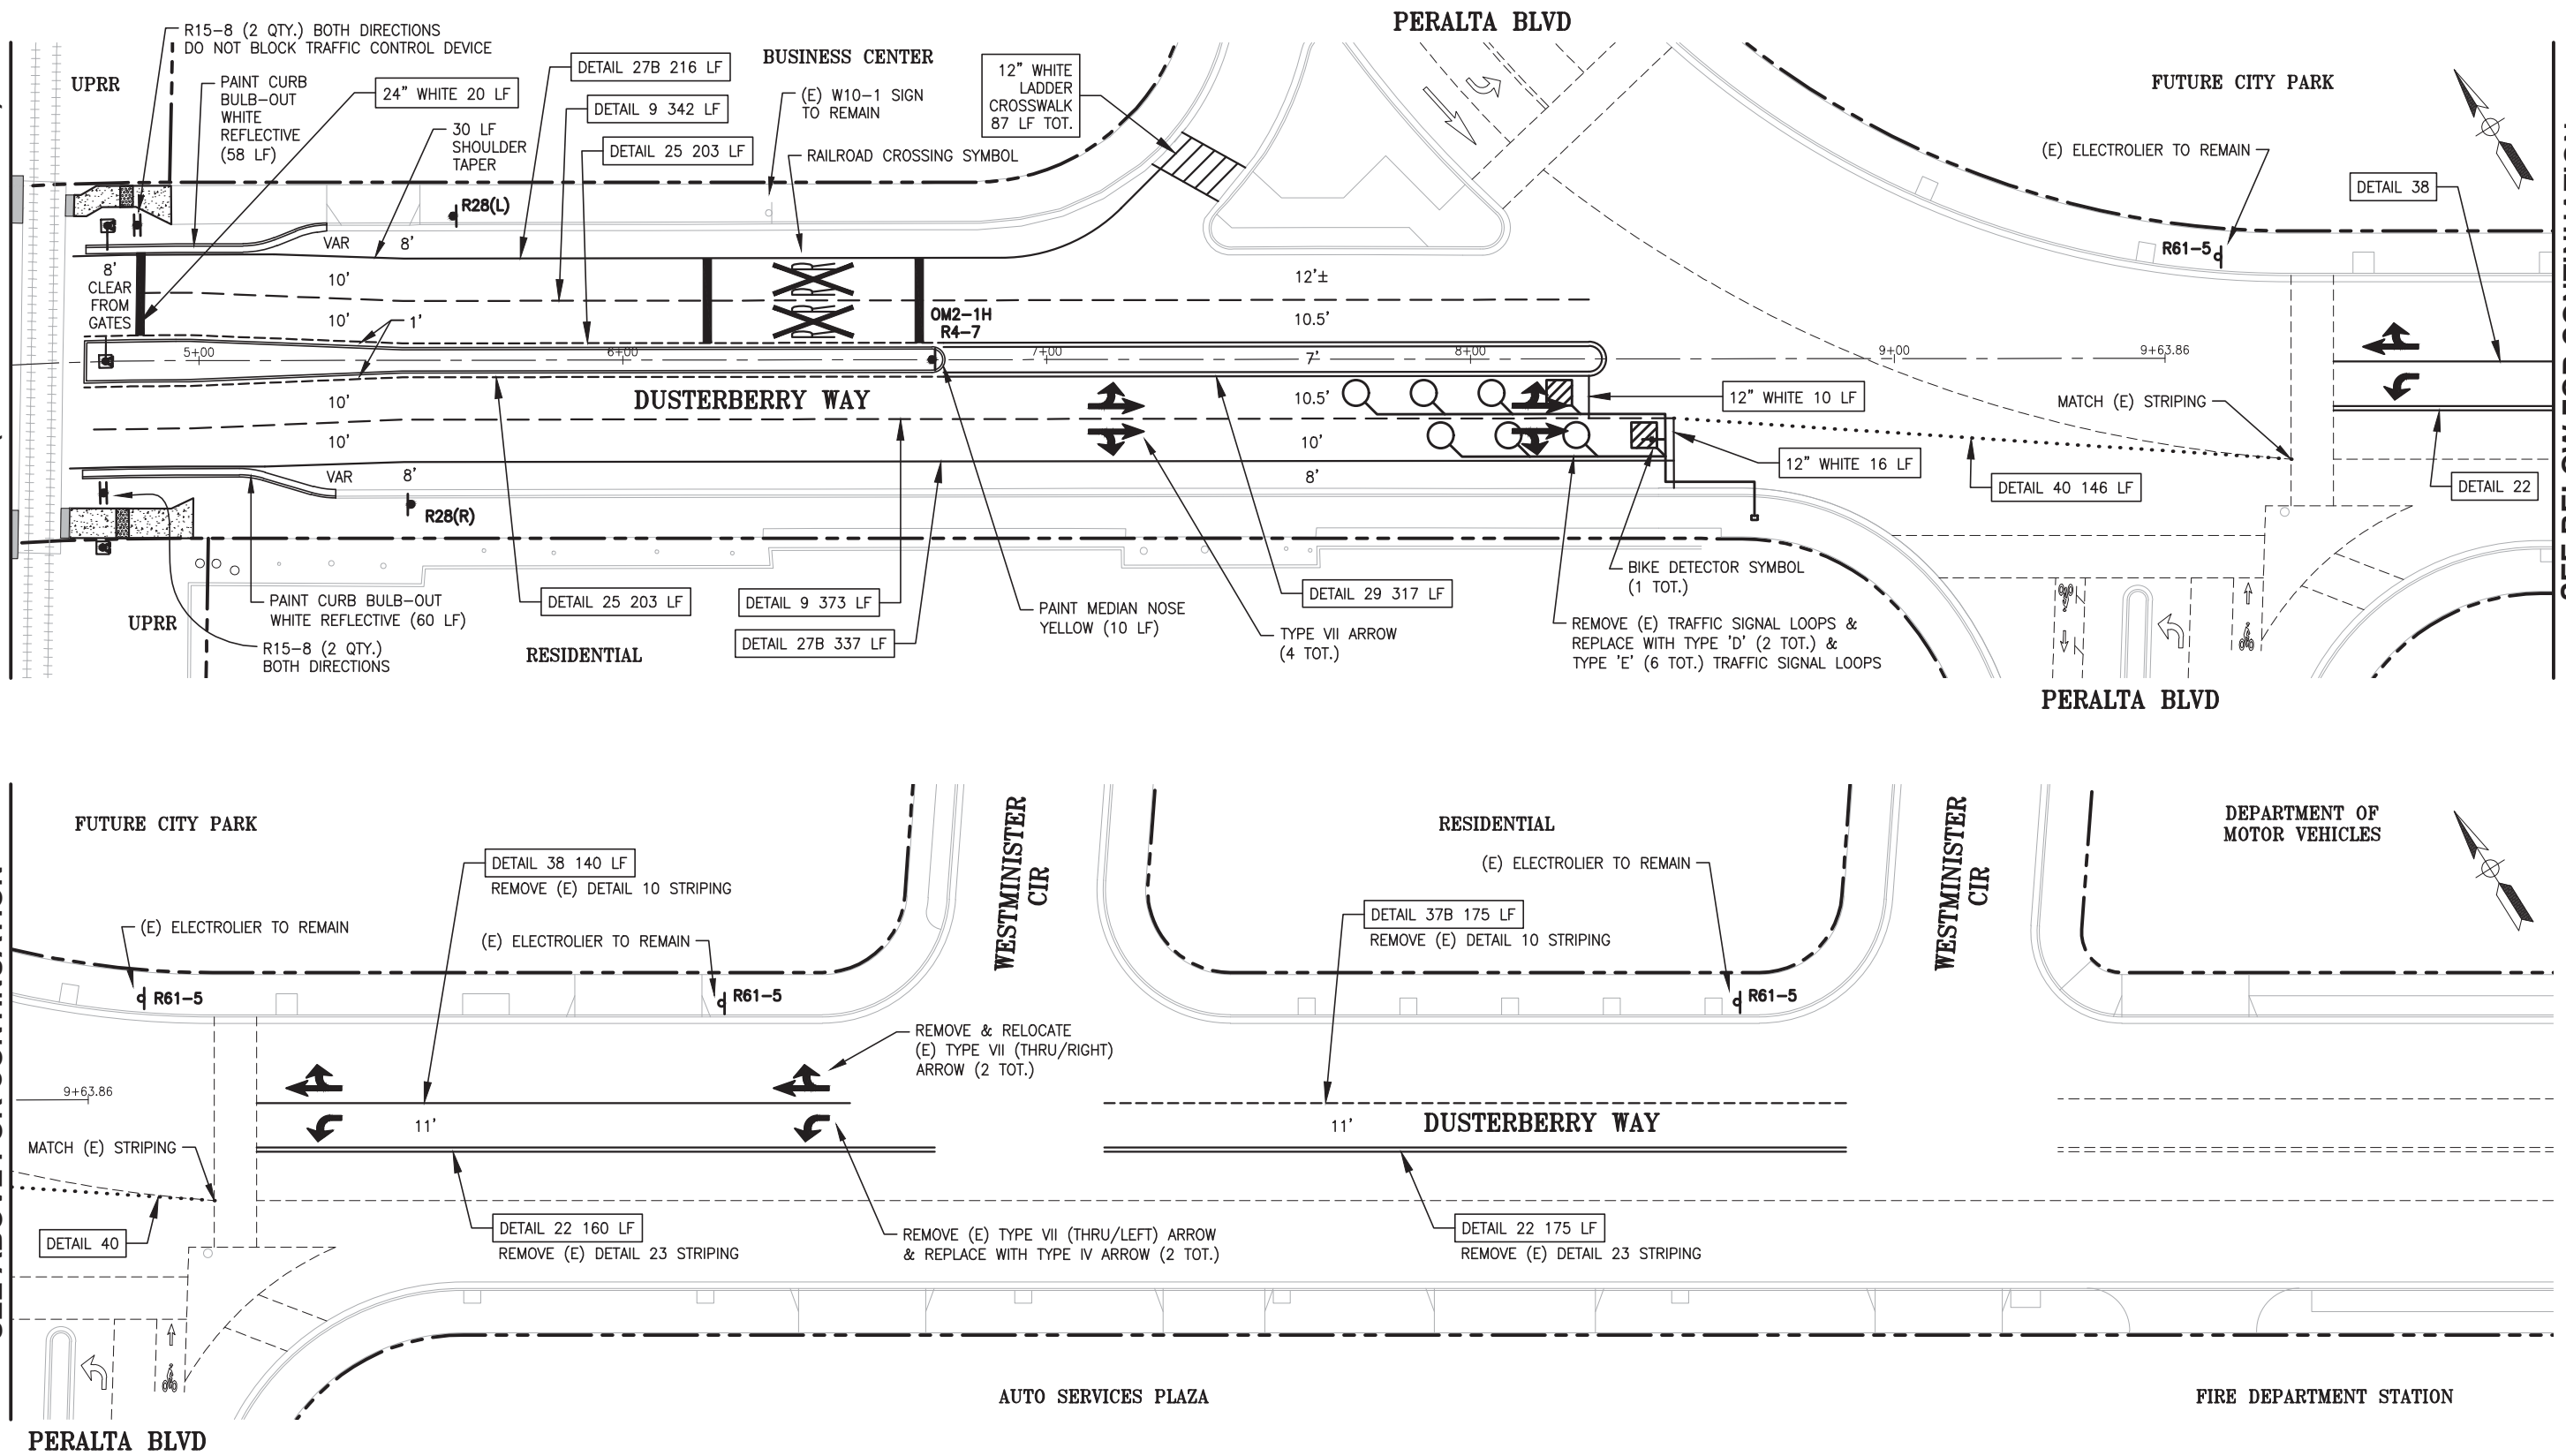 PERALTA BLVD
R15-8 (2 QTY.) BOTH DIRECTIONS
DO NOT BLOCK TRAFFIC CONTROL DEVICE
UPRR
PAINT CURB
BULB-OUT
WHITE
REFLECTIVE
(58 LF)
24" WHITE 20 LF
30 LF
SHOULDER
TAPER
DETAIL 27B 216 LF
DETAIL 9 342 LF
DETAIL 25 203 LF
BUSINESS CENTER
(E) W10-1 SIGN
TO REMAIN
RAILROAD CROSSING SYMBOL
12" WHITE
LADDER
CROSSWALK
87 LF TOT.
FUTURE CITY PARK
(E) ELECTROLIER TO REMAIN
DETAIL 38
R28(L)
R61-5
VAR
8'
8'
CLEAR
FROM
GATES
10'
10'
1'
R R
R R
OM2-1H
R4-7
12'±
10.5'
5+00
6+00
7+00
7'
8+00
9+00
9+63.86
10'
10'
DUSTERBERRY WAY
10.5'
10'
8'
12" WHITE 10 LF
MATCH (E) STRIPING
12" WHITE 16 LF
DETAIL 40 146 LF
DETAIL 22
VAR
8'
R28(R)
UPRR
PAINT CURB BULB-OUT
WHITE REFLECTIVE (60 LF)
R15-8 (2 QTY.)
BOTH DIRECTIONS
DETAIL 25 203 LF
RESIDENTIAL
DETAIL 9 373 LF
DETAIL 27B 337 LF
PAINT MEDIAN NOSE
YELLOW (10 LF)
DETAIL 29 317 LF
TYPE VII ARROW
(4 TOT.)
BIKE DETECTOR SYMBOL
(1 TOT.)
REMOVE (E) TRAFFIC SIGNAL LOOPS &
REPLACE WITH TYPE 'D' (2 TOT.) &
TYPE 'E' (6 TOT.) TRAFFIC SIGNAL LOOPS
PERALTA BLVD
FUTURE CITY PARK
DETAIL 38 140 LF
REMOVE (E) DETAIL 10 STRIPING
(E) ELECTROLIER TO REMAIN
(E) ELECTROLIER TO REMAIN
R61-5
R61-5
WESTMINISTER
CIR
RESIDENTIAL
(E) ELECTROLIER TO REMAIN
DETAIL 37B 175 LF
REMOVE (E) DETAIL 10 STRIPING
R61-5
WESTMINISTER
CIR
DEPARTMENT OF
MOTOR VEHICLES
REMOVE & RELOCATE
(E) TYPE VII (THRU/RIGHT)
ARROW (2 TOT.)
9+63.86
11'
11'
DUSTERBERRY WAY
MATCH (E) STRIPING
DETAIL 40
DETAIL 22 160 LF
REMOVE (E) DETAIL 23 STRIPING
REMOVE (E) TYPE VII (THRU/LEFT) ARROW
& REPLACE WITH TYPE IV ARROW (2 TOT.)
DETAIL 22 175 LF
REMOVE (E) DETAIL 23 STRIPING
AUTO SERVICES PLAZA
FIRE DEPARTMENT STATION
PERALTA BLVD